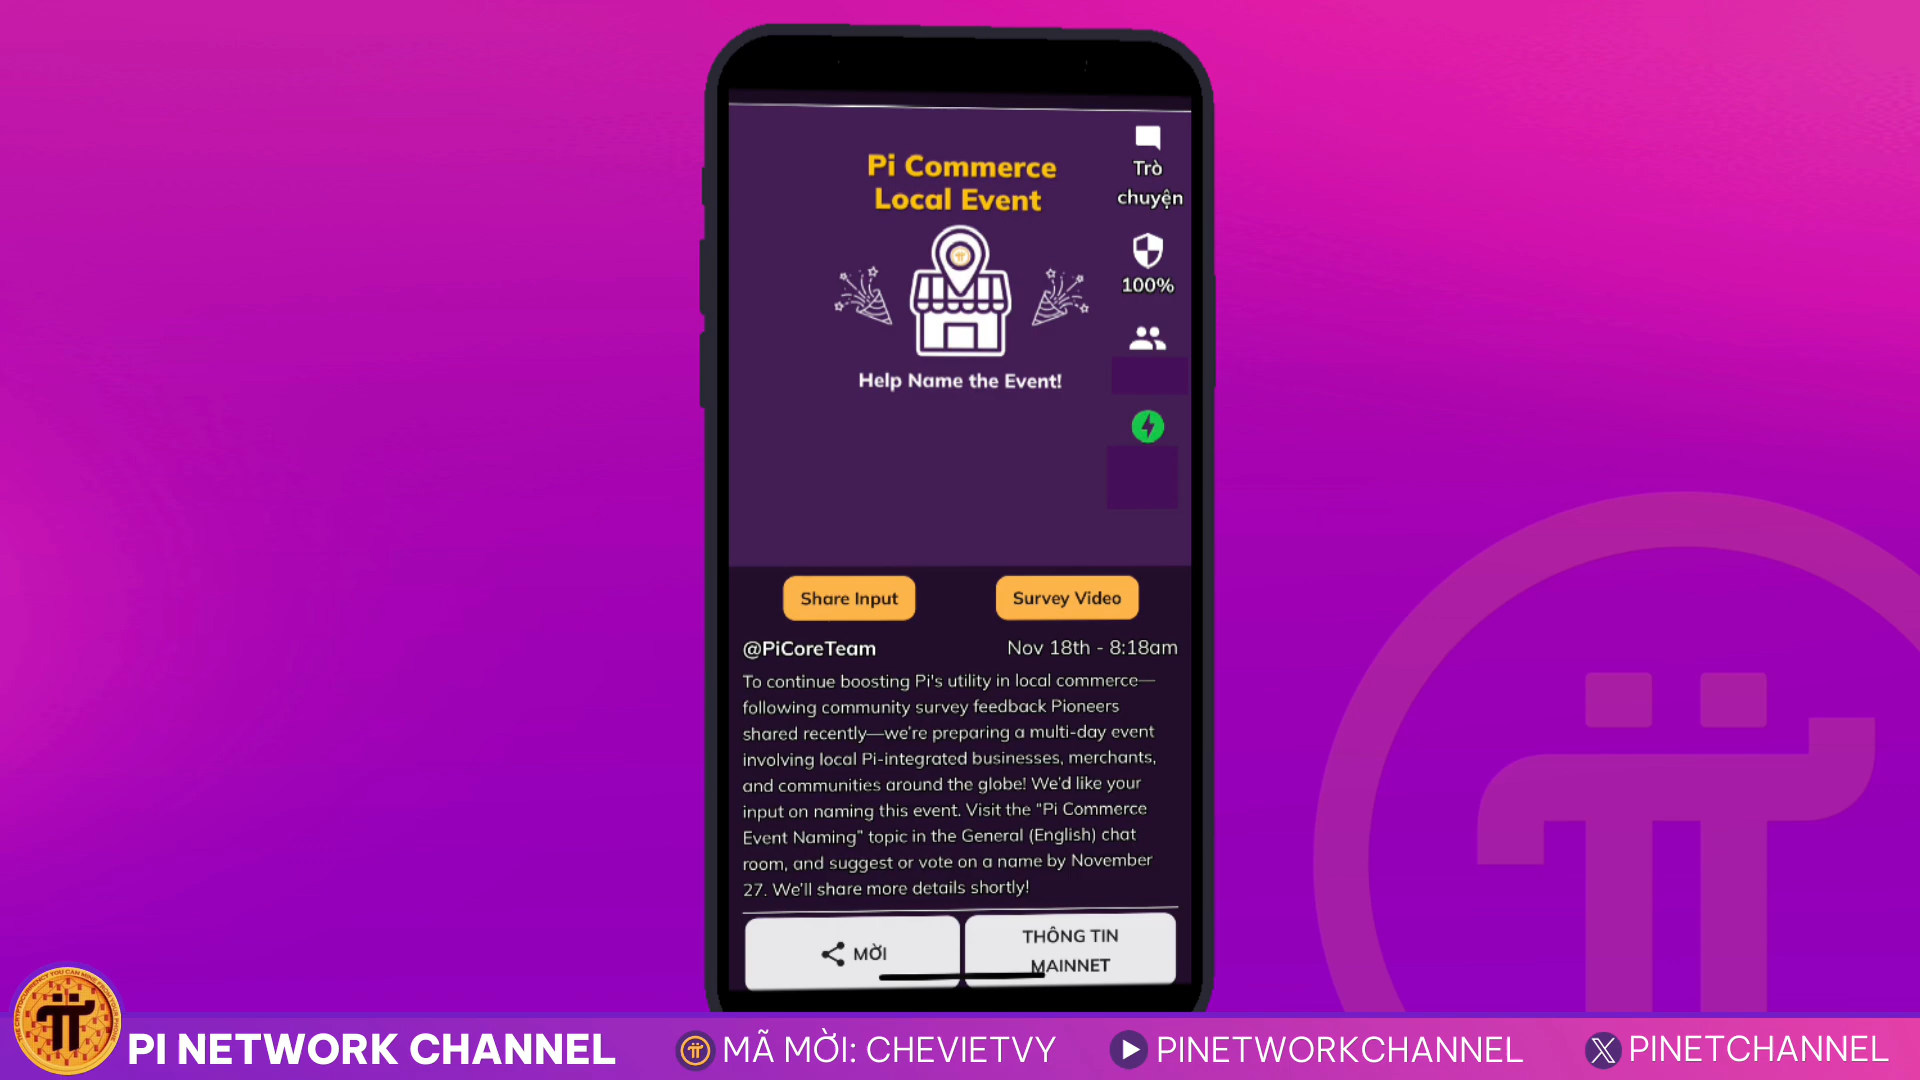 Pi Commerce
Local Event
Help Name the Event!
Trò
chuyện
100%
Share Input
Survey Video
@PiCoreTeam
Nov 18th - 8:18am
To continue boosting Pi's utility in local commerce—
following community survey feedback Pioneers
shared recently—we're preparing a multi-day event
involving local Pi-integrated businesses, merchants,
and communities around the globe! We'd like your
input on naming this event. Visit the "Pi Commerce
Event Naming" topic in the General (English) chat
room, and suggest or vote on a name by November
27. We'll share more details shortly!
MỜI
THÔNG TIN
MAINNET
PI NETWORK CHANNEL
MÃ MỜI: CHEVIETVY
PINETWORKCHANNEL
PINETCHANNEL